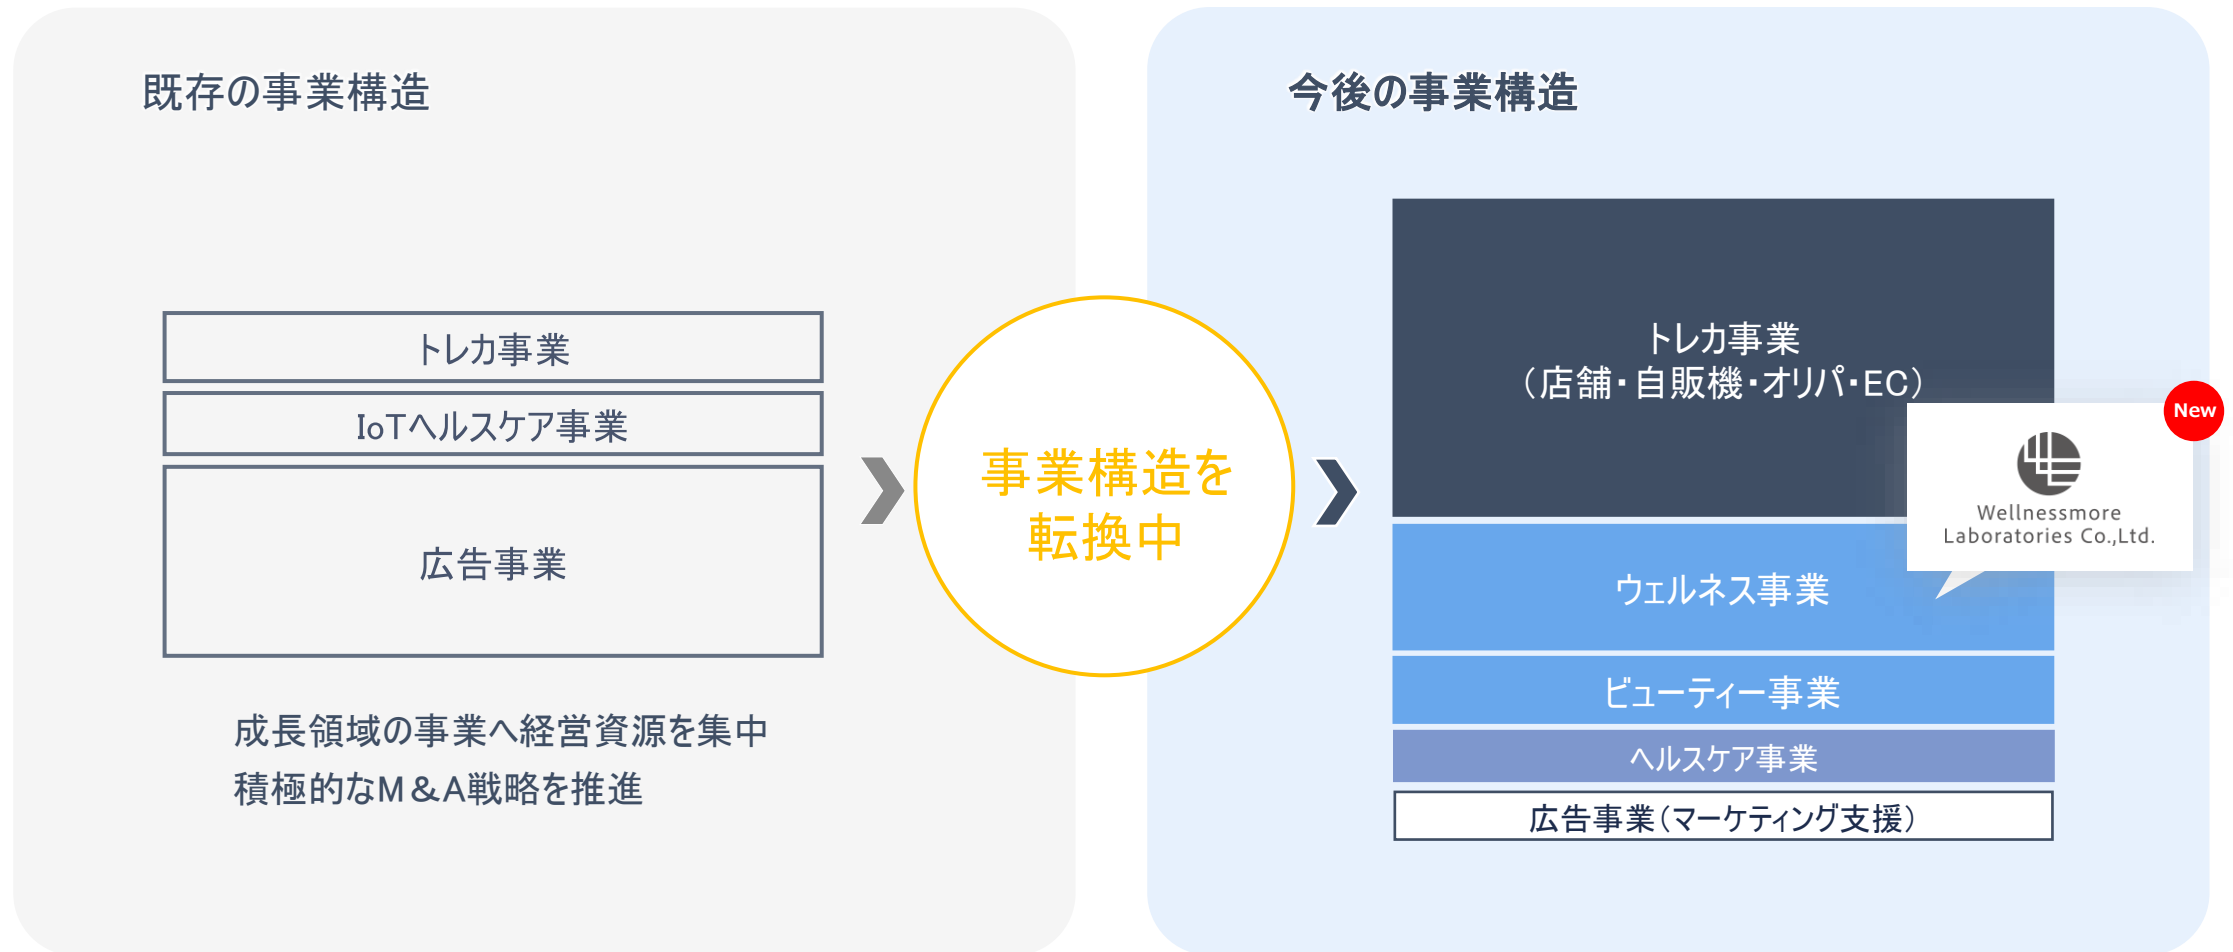 既存の事業構造
トレカ事業
IoTヘルスケア事業
広告事業
成長領域の事業へ経営資源を集中
積極的なM&A戦略を推進
事業構造を
転換中
今後の事業構造
トレカ事業
（店舗・自販機・オリパ・EC）
New
Wellnessmore
Laboratories Co.,Ltd.
ウェルネス事業
ビューティー事業
ヘルスケア事業
広告事業（マーケティング支援）